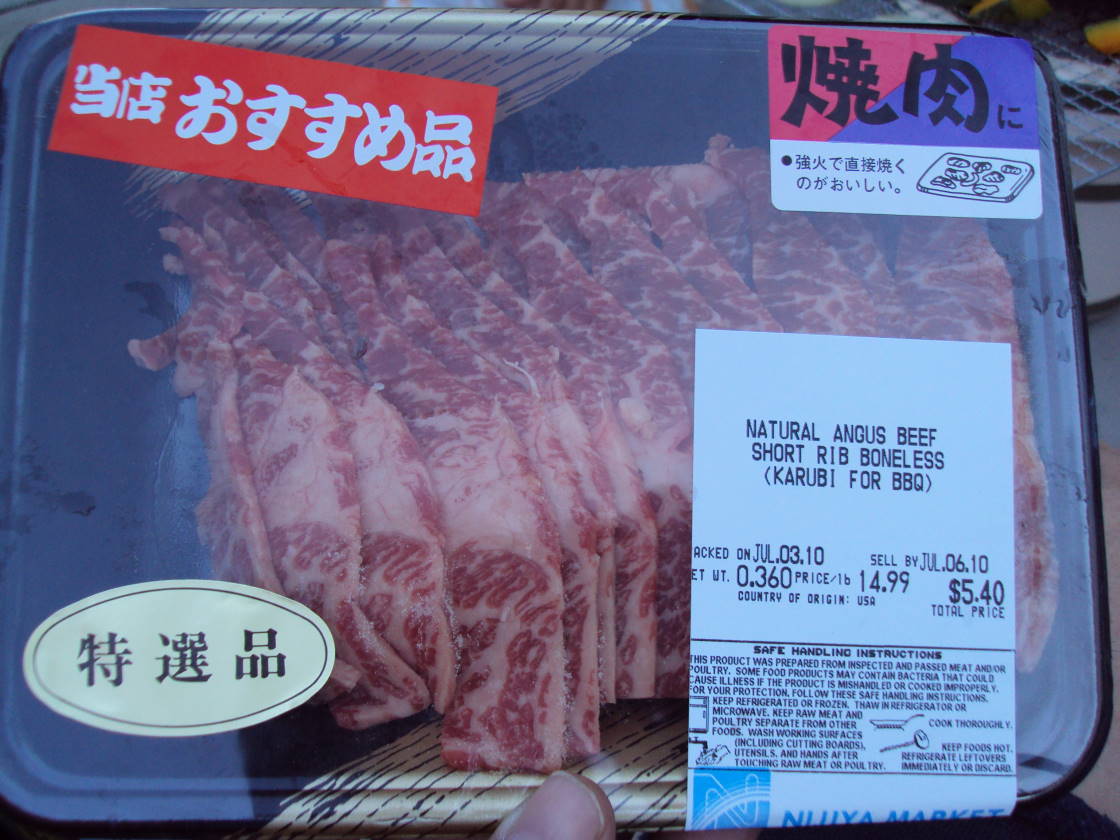 当店おすすめ品
焼肉に
●強火で直接焼く
のがおいしい。
NATURAL ANGUS BEEF
SHORT RIB BONELESS
(KARUBI FOR BBQ)
ACKED ON JUL.03.10 SELL BY JUL.06.10
ET WT. 0.360 PRICE/lb 14.99 $5.40
COUNTRY OF ORIGIN: USA TOTAL PRICE
特選品
SAFE HANDLING INSTRUCTIONS
THIS PRODUCT WAS PREPARED FROM INSPECTED AND PASSED MEAT AND/OR
POULTRY. SOME FOOD PRODUCTS MAY CONTAIN BACTERIA THAT COULD
CAUSE ILLNESS IF THE PRODUCT IS MISHANDLED OR COOKED IMPROPERLY.
FOR YOUR PROTECTION, FOLLOW THESE SAFE HANDLING INSTRUCTIONS.
KEEP REFRIGERATED OR FROZEN. THAW IN REFRIGERATOR OR
MICROWAVE. KEEP RAW MEAT AND
POULTRY SEPARATE FROM OTHER
FOODS. WASH WORKING SURFACES
(INCLUDING CUTTING BOARDS),
UTENSILS, AND HANDS AFTER
TOUCHING RAW MEAT OR POULTRY.
COOK THOROUGHLY.
KEEP FOODS HOT.
REFRIGERATE LEFTOVERS
IMMEDIATELY OR DISCARD.
NIJIYA MARKET